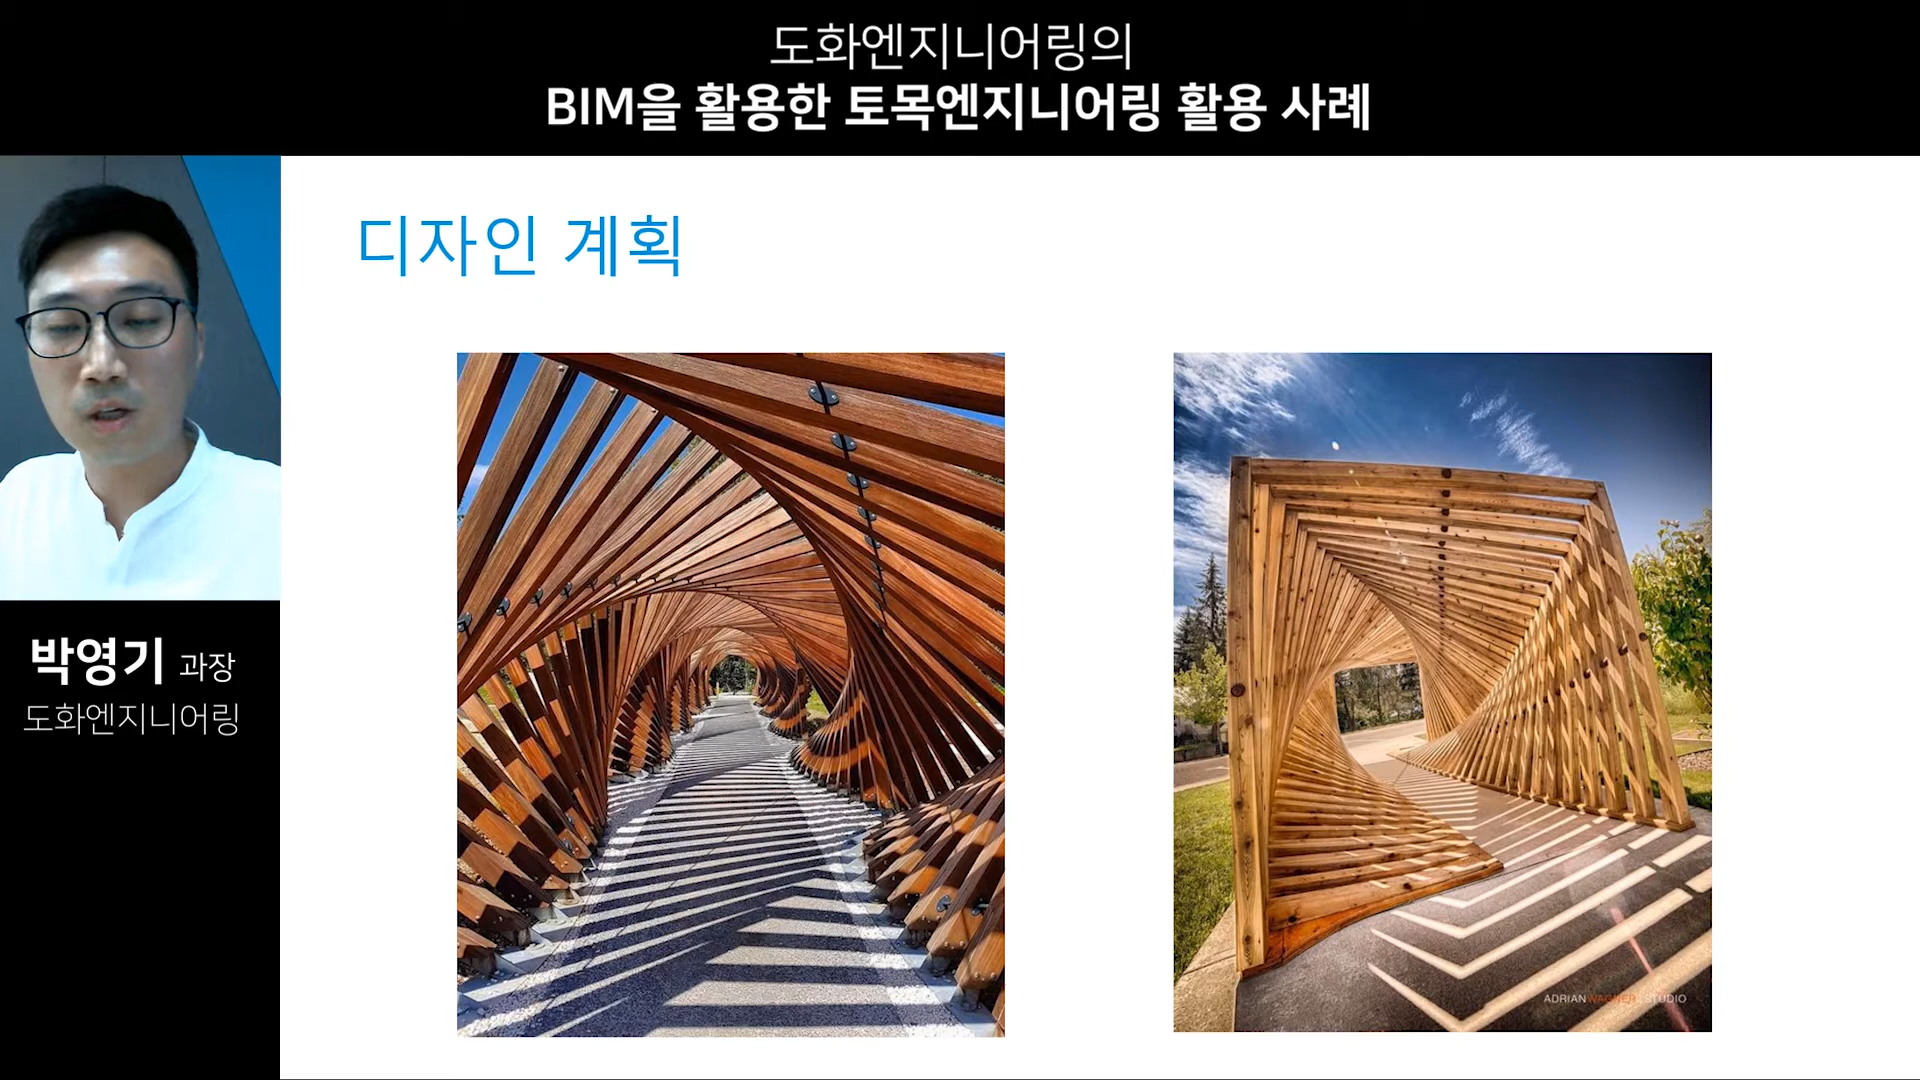 도화엔지니어링의
BIM을 활용한 토목엔지니어링 활용 사례
디자인 계획
박영기 과장
도화엔지니어링
ADRIANWAGNER STUDIO